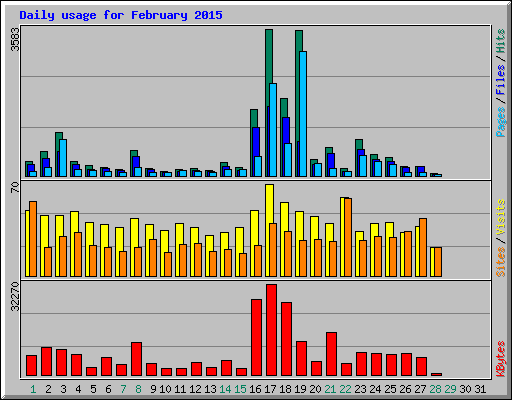 Daily usage for February 2015
3583
Pages / Files / Hits
70
Sites / Visits
32270
KBytes
1 2 3 4 5 6 7 8 9 10 11 12 13 14 15 16 17 18 19 20 21 22 23 24 25 26 27 28 29 30 31